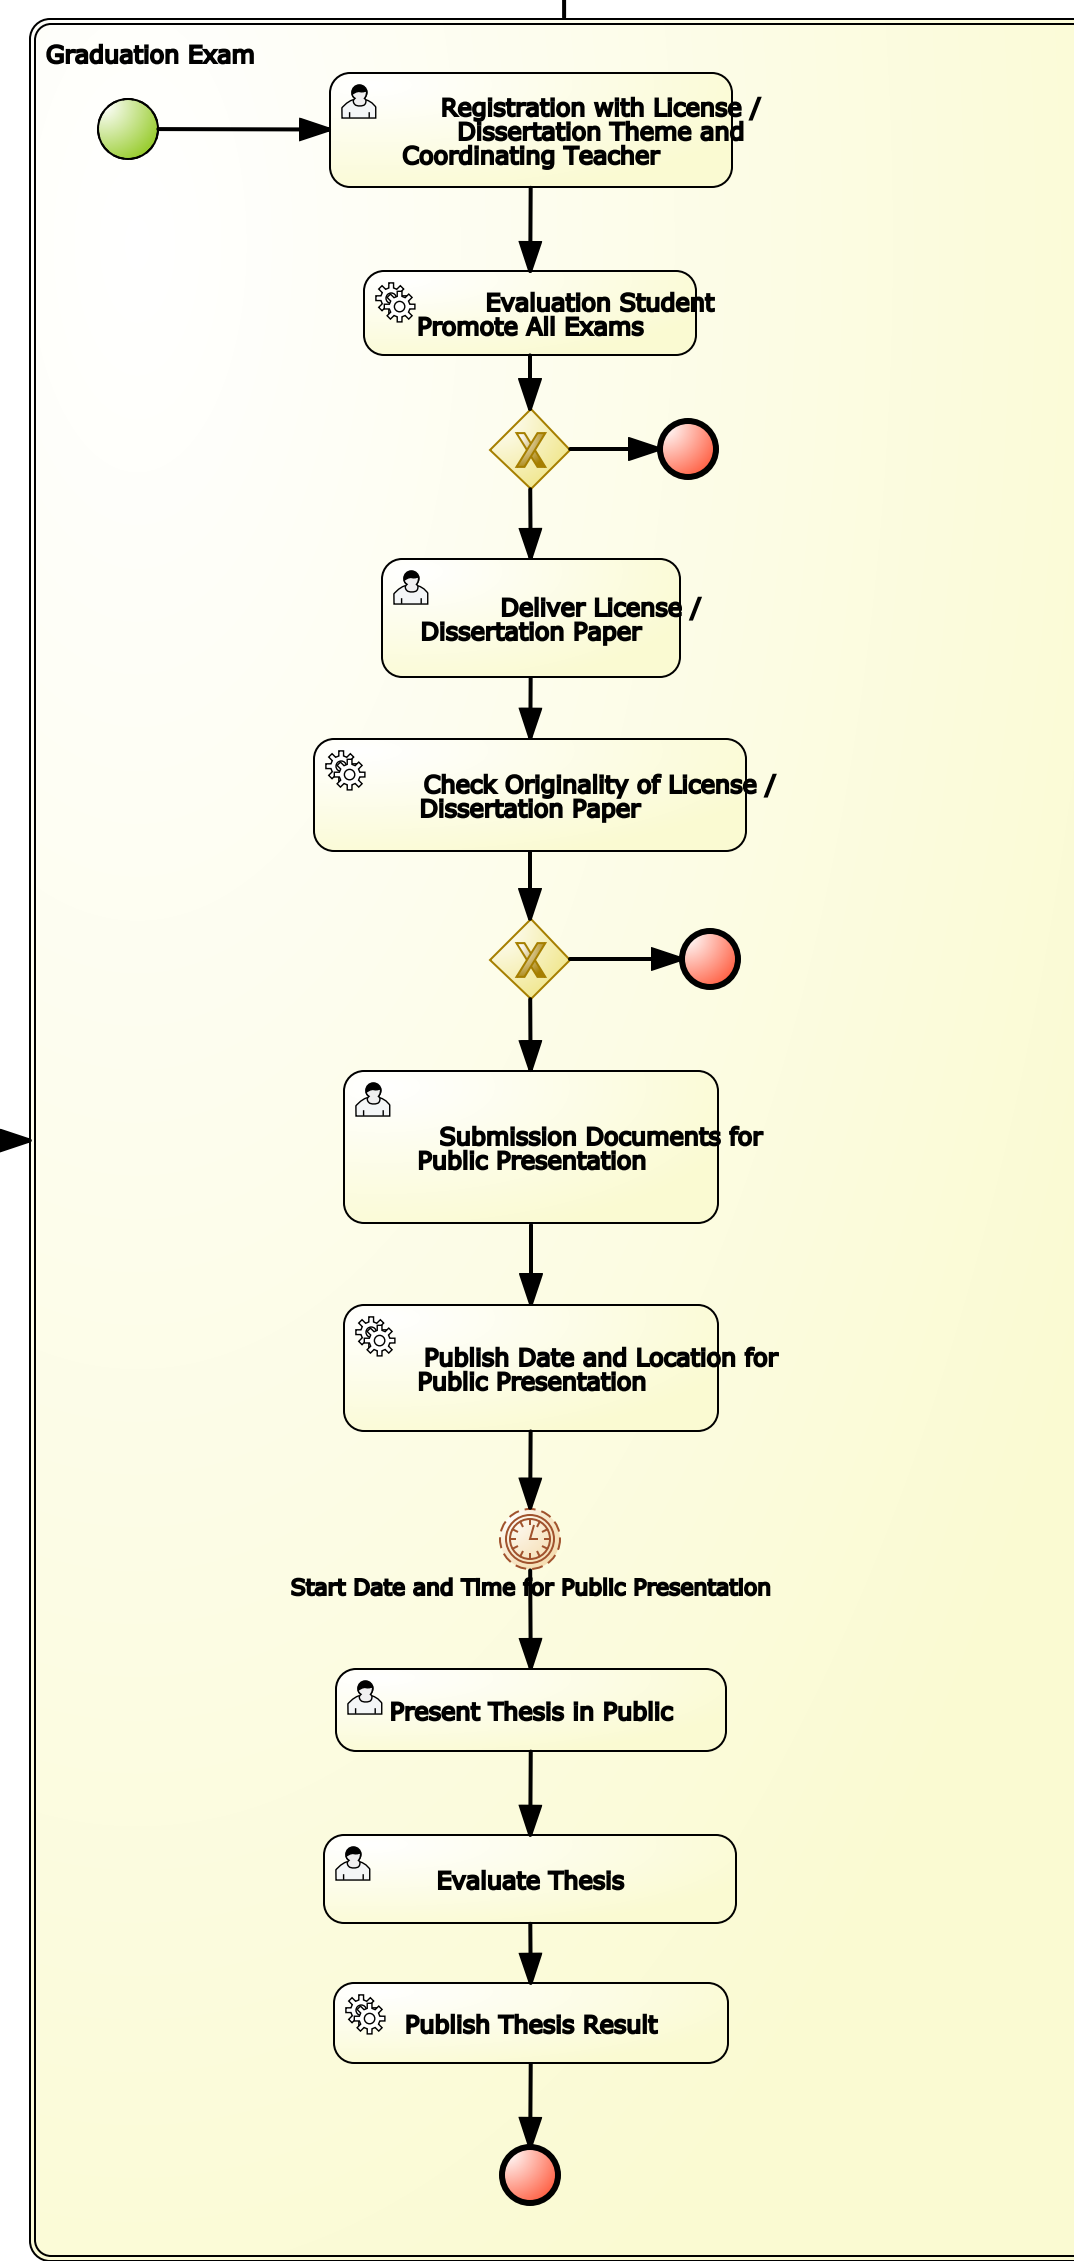 Graduation Exam
Registration with License /
Dissertation Theme and
Coordinating Teacher
Evaluation Student
Promote All Exams
Deliver License /
Dissertation Paper
Check Originality of License /
Dissertation Paper
Submission Documents for
Public Presentation
Publish Date and Location for
Public Presentation
Start Date and Time for Public Presentation
Present Thesis in Public
Evaluate Thesis
Publish Thesis Result